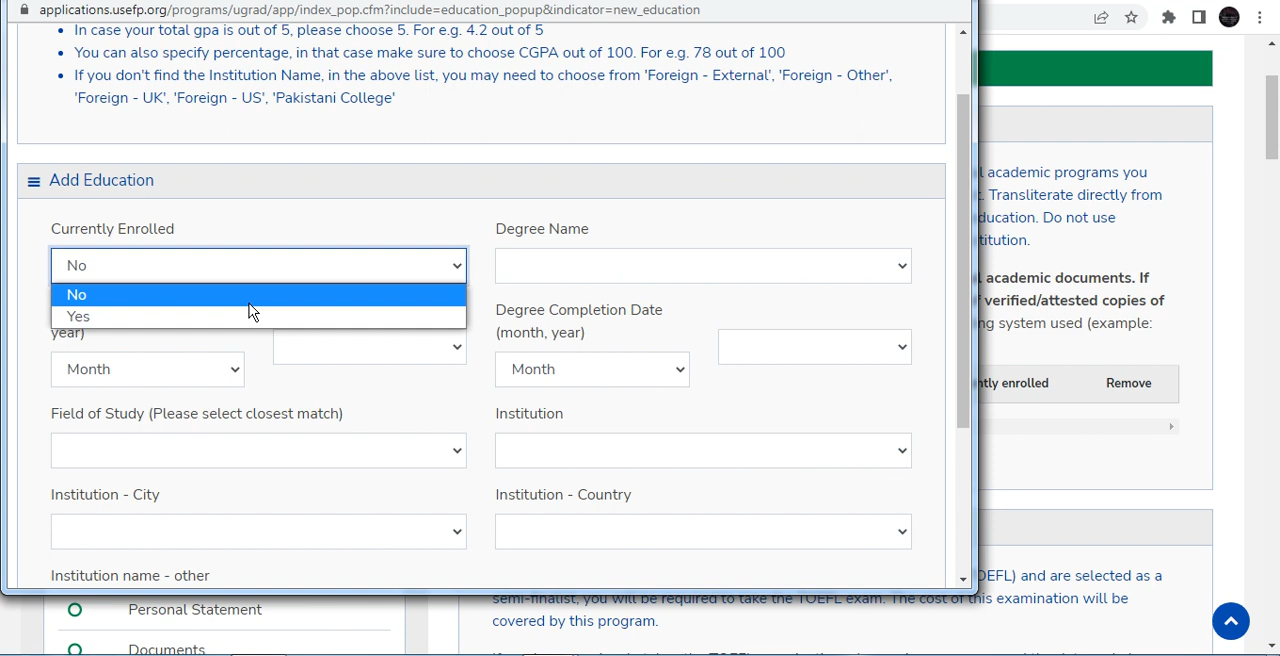 applications.usefp.org/programs/ugrad/app/index_pop.cfm?include=education_popup&indicator=new_education
In case your total gpa is out of 5, please choose 5. For e.g. 4.2 out of 5
You can also specify percentage, in that case make sure to choose CGPA out of 100. For e.g. 78 out of 100
If you don't find the Institution Name, in the above list, you may need to choose from 'Foreign - External', 'Foreign - Other',
'Foreign - UK', 'Foreign - US', 'Pakistani College'
Add Education
Currently Enrolled
Degree Name
No
No
Yes
year)
Month
Degree Completion Date
(month, year)
Month
Field of Study (Please select closest match)
Institution
Institution - City
Institution - Country
Institution name - other
academic programs you
Transliterate directly from
Do not use
academic documents. If
verified/attested copies of
system used (example:
enrolled
Remove
Personal Statement
Documents
and are selected as a
semi-finalist, you will be required to take the TOEFL exam. The cost of this examination will be
covered by this program.